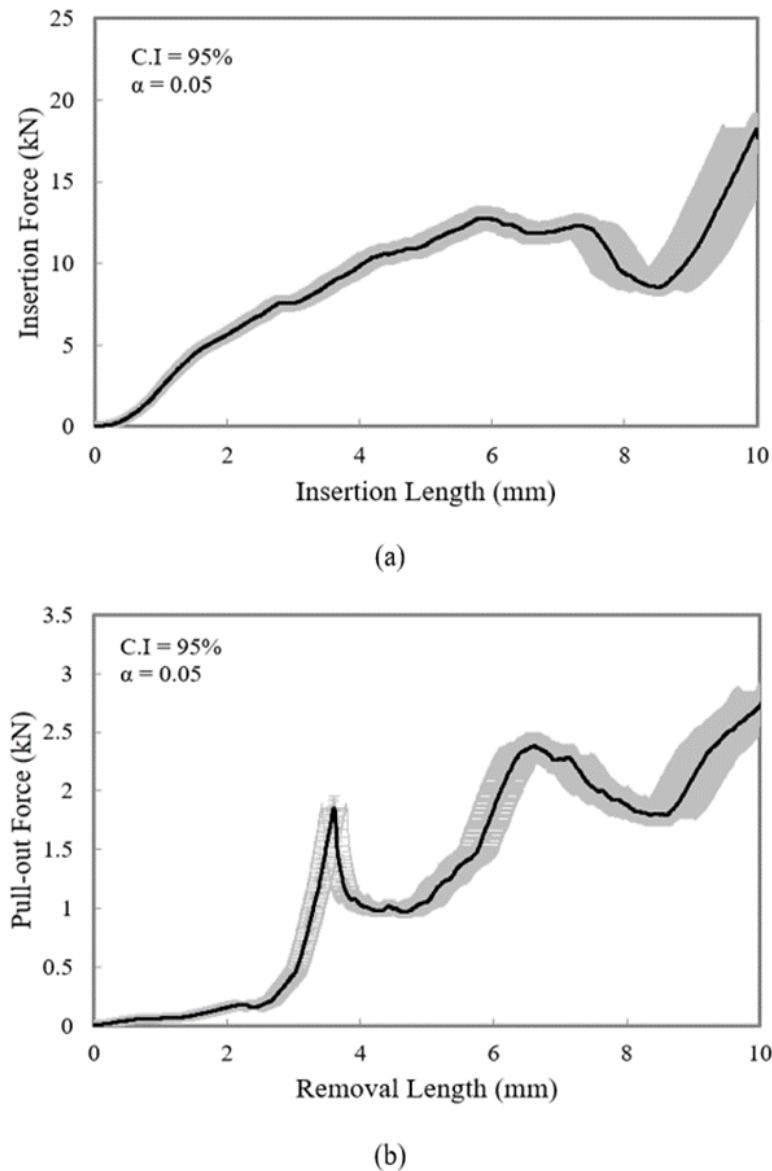 25
20
15
10
5
0
C.I = 95%
α = 0.05
Insertion Force (kN)
0 2 4 6 8 10
Insertion Length (mm)
(a)
3.5
3
2.5
2
1.5
1
0.5
0
C.I = 95%
α = 0.05
Pull-out Force (kN)
0 2 4 6 8 10
Removal Length (mm)
(b)